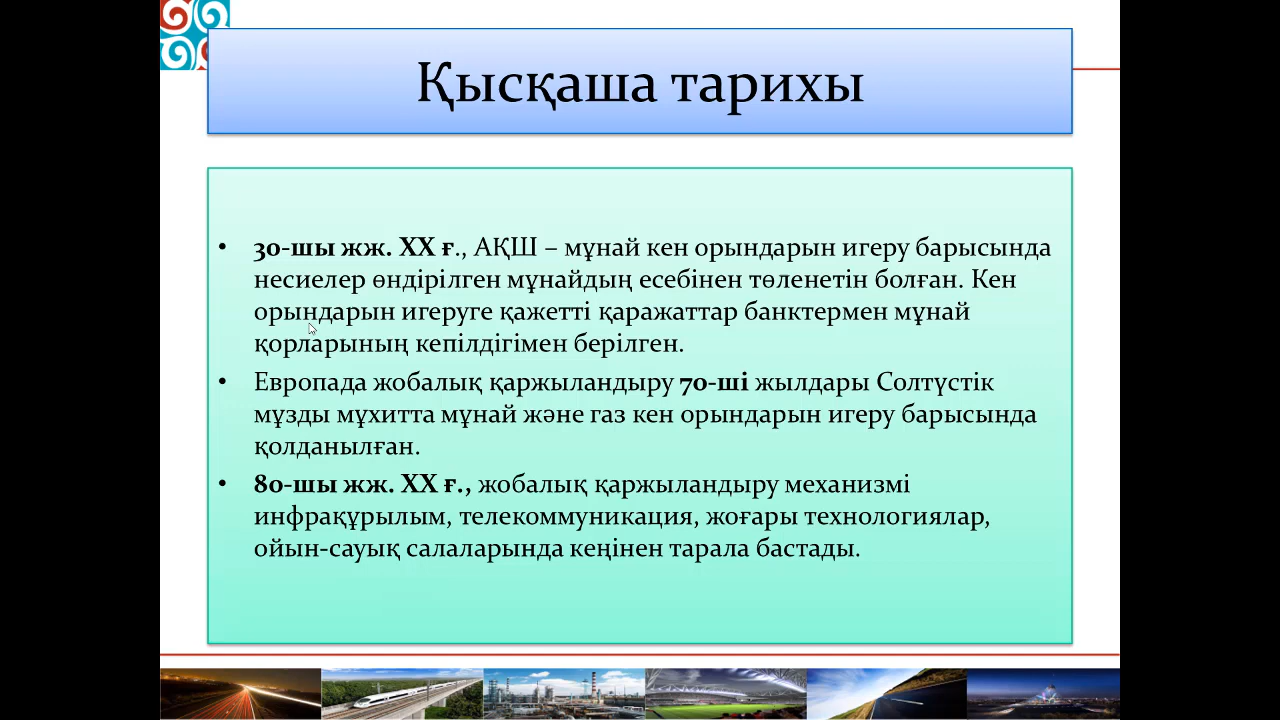 Қысқаша тарихы
• 30-шы жж. XX ғ., АҚШ – мұнай кен орындарын игеру барысында
несиелер өндірілген мұнайдың есебінен төленетін болған. Кен
орындарын игеруге қажетті қаражаттар банктермен мұнай
қорларының кепілдігімен берілген.
• Европада жобалық қаржыландыру 70-ші жылдары Солтүстік
мұзды мұхитта мұнай және газ кен орындарын игеру барысында
қолданылған.
• 80-шы жж. XX ғ., жобалық қаржыландыру механизмі
инфрақұрылым, телекоммуникация, жоғары технологиялар,
ойын-сауық салаларында кеңінен тарала бастады.